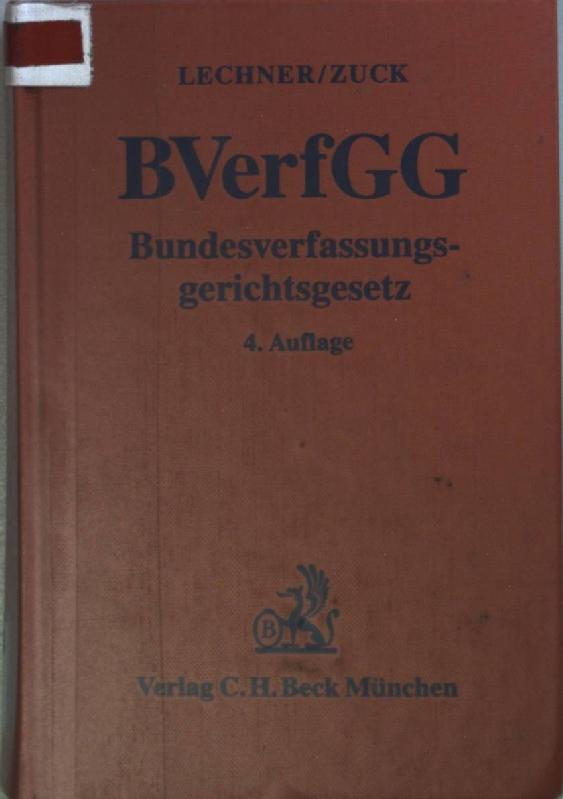 LECHNER/ZUCK
BVerfGG
Bundesverfassungs-
gerichtsgesetz
4. Auflage
B
Verlag C. H. Beck München